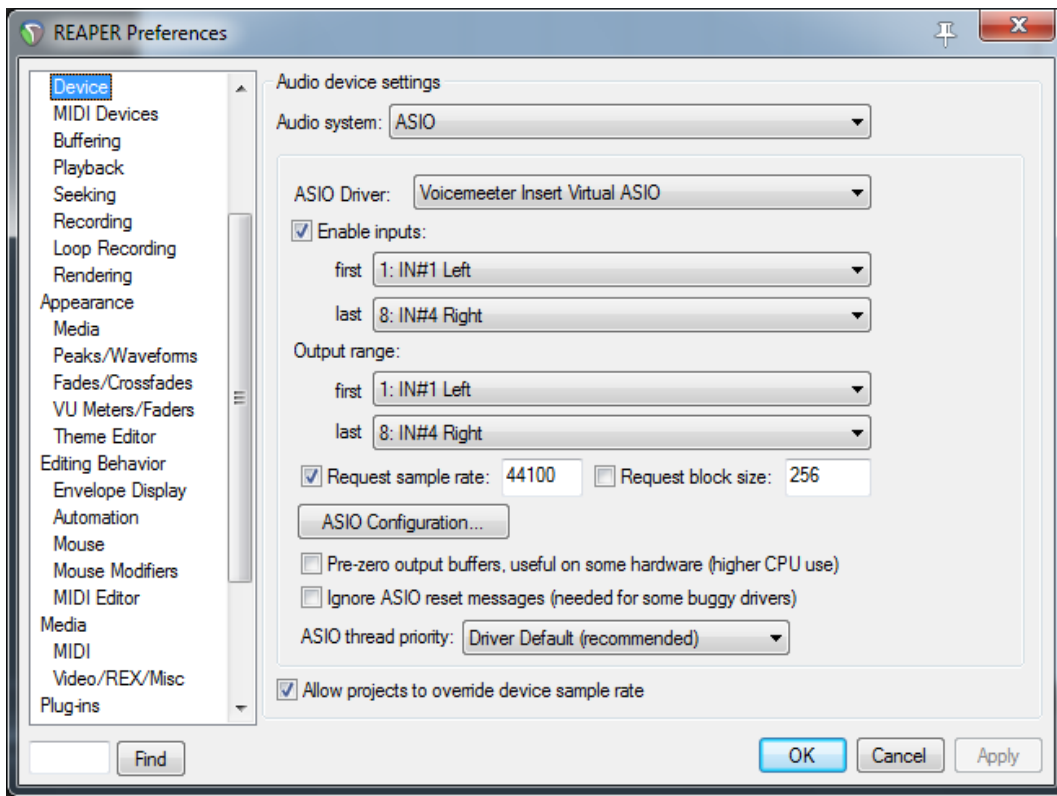 REAPER Preferences
Device
MIDI Devices
Buffering
Playback
Seeking
Recording
Loop Recording
Rendering
Appearance
Media
Peaks/Waveforms
Fades/Crossfades
VU Meters/Faders
Theme Editor
Editing Behavior
Envelope Display
Automation
Mouse
Mouse Modifiers
MIDI Editor
Media
MIDI
Video/REX/Misc
Plug-ins
Find
Audio device settings
Audio system: ASIO
ASIO Driver: Voicemeeter Insert Virtual ASIO
Enable inputs:
first 1: IN#1 Left
last 8: IN#4 Right
Output range:
first 1: IN#1 Left
last 8: IN#4 Right
Request sample rate: 44100 Request block size: 256
ASIO Configuration...
Pre-zero output buffers, useful on some hardware (higher CPU use)
Ignore ASIO reset messages (needed for some buggy drivers)
ASIO thread priority: Driver Default (recommended)
Allow projects to override device sample rate
OK Cancel Apply